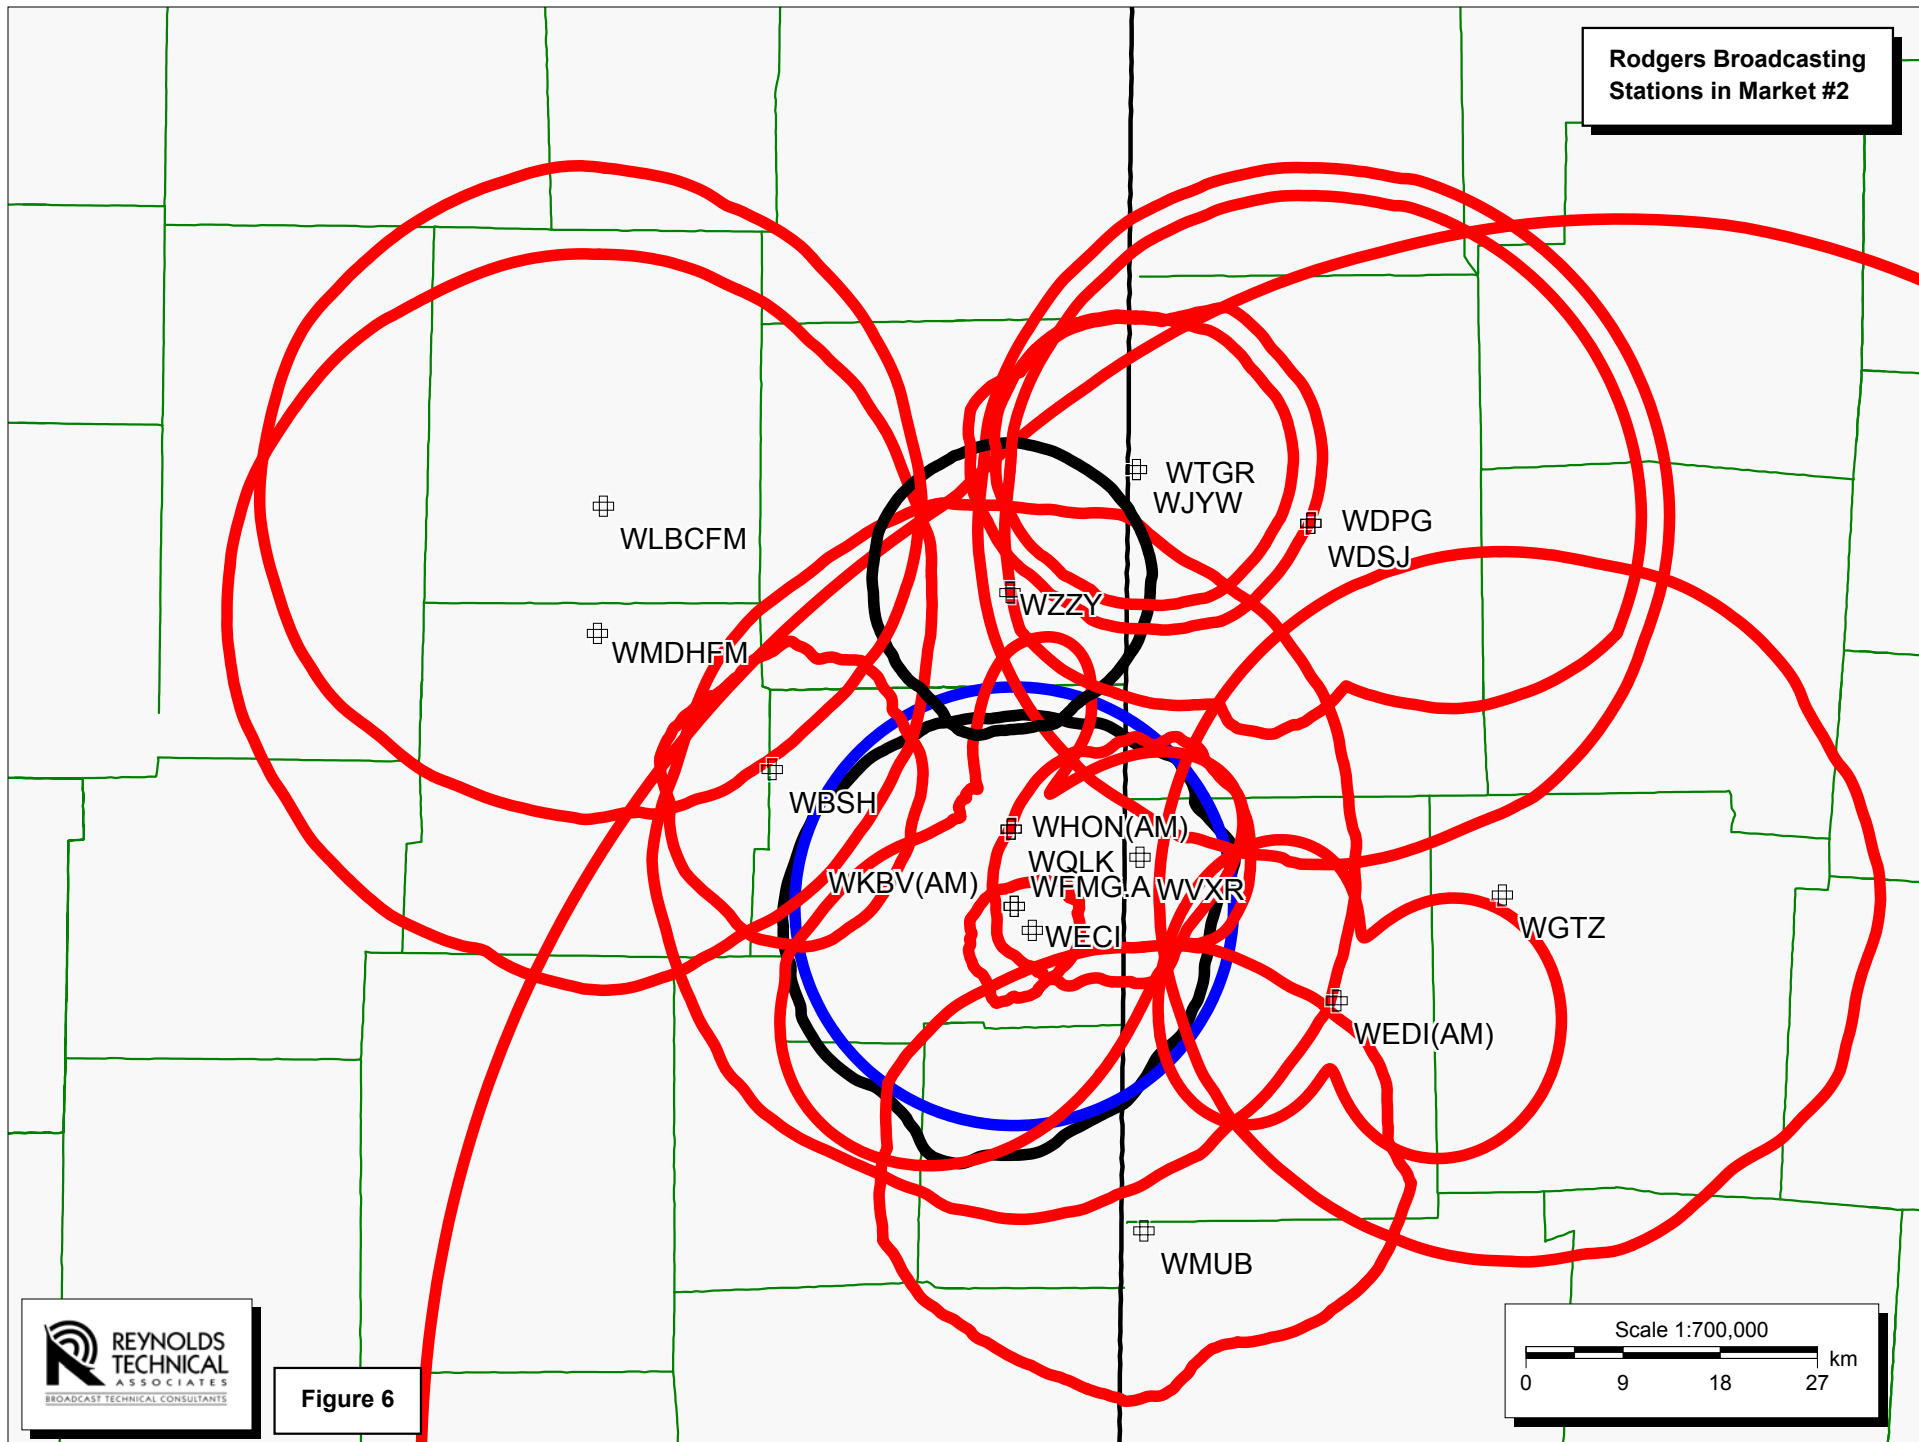 Rodgers Broadcasting
Stations in Market #2
WTGR
WJYW
WLBCFM
WDPG
WDSJ
WZZY
WMDHFM
WBSH
WHON(AM)
WQLK
WKBV(AM)
WFMG.A
WVXR
WECI
WGTZ
WEDI(AM)
WMUB
REYNOLDS
TECHNICAL
ASSOCIATES
BROADCAST TECHNICAL CONSULTANTS
Figure 6
Scale 1:700,000
km
0 9 18 27